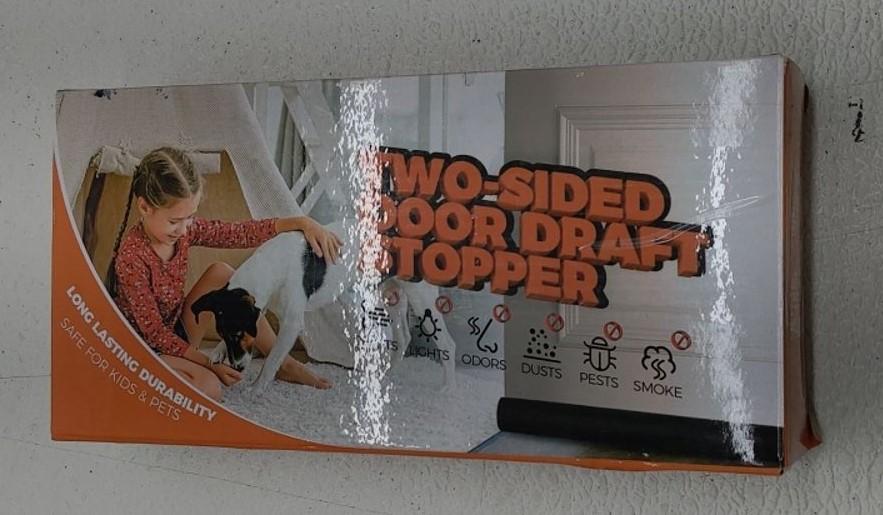 TWO-SIDED
DOOR DRAFT
STOPPER
LIGHTS
ODORS
DUSTS
PESTS
SMOKE
LONG LASTING DURABILITY
SAFE FOR KIDS & PETS